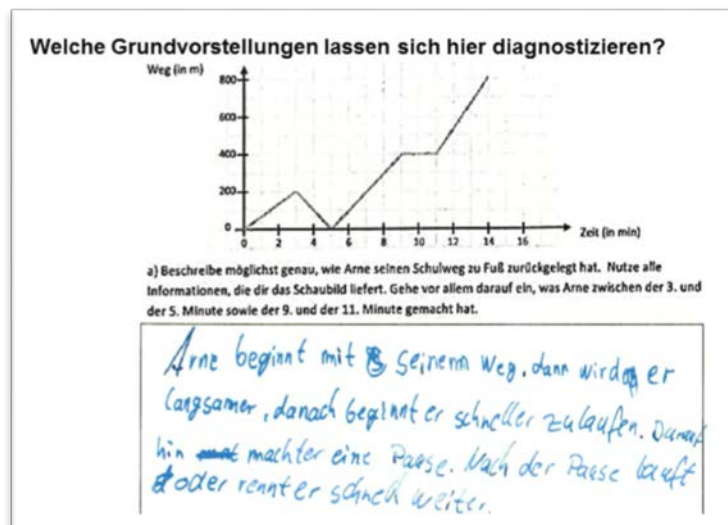 Welche Grundvorstellungen lassen sich hier diagnostizieren?
Weg (in m)
800
600
400
200
0
0 2 4 6 8 10 12 14 16
Zeit (in min)
a) Beschreibe möglichst genau, wie Arne seinen Schulweg zu Fuß zurückgelegt hat. Nutze alle
Informationen, die dir das Schaubild liefert. Gehe vor allem darauf ein, was Arne zwischen der 3. und
der 5. Minute sowie der 9. und der 11. Minute gemacht hat.
Arne beginnt mit seinem Weg, dann wird er
langsamer, danach beginnt er schneller zu laufen. Darauf
hin macht er eine Pause. Nach der Pause läuft
oder rennt er schnell weiter.